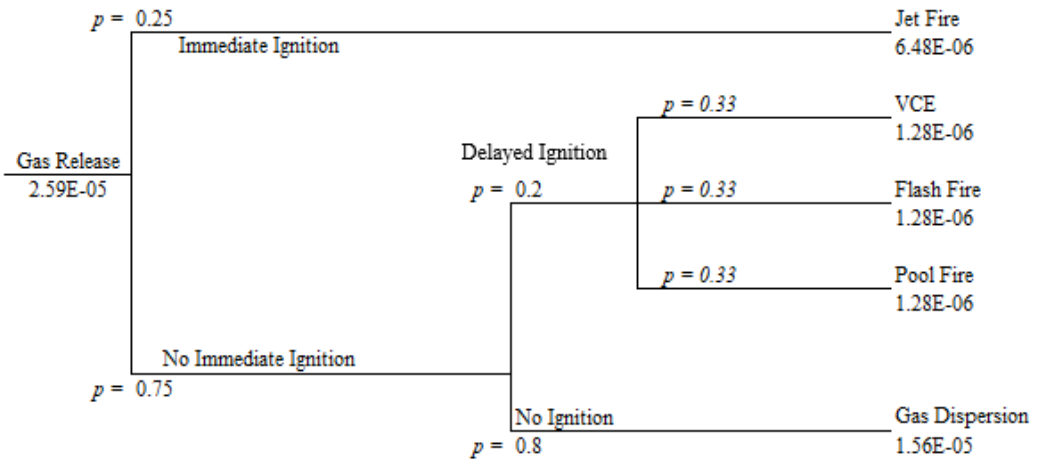 p = 0.25
Jet Fire
Immediate Ignition
6.48E-06
p = 0.33
VCE
1.28E-06
Delayed Ignition
Gas Release
2.59E-05
p = 0.2
p = 0.33
Flash Fire
1.28E-06
p = 0.33
Pool Fire
1.28E-06
No Immediate Ignition
p = 0.75
No Ignition
Gas Dispersion
p = 0.8
1.56E-05